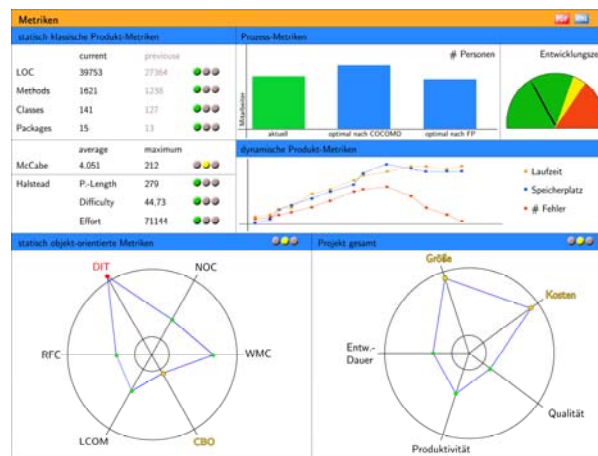 Metriken
PDF
statisch klassische Produkt-Metriken
current previouse
LOC 39753 27364
Methods 1621 1238
Classes 141 127
Packages 15 13
average maximum
McCabe 4.051 212
Halstead P.-Length 279
Difficulty 44,73
Effort 71144
Prozess-Metriken
# Personen
Mitarbeiter
aktuell optimal nach COCOMO optimal nach FP
Entwicklungsze
dynamische Produkt-Metriken
Laufzeit
Speicherplatz
# Fehler
statisch objekt-orientierte Metriken
DIT
NOC
RFC
WMC
LCOM
CBO
Projekt gesamt
Größe
Kosten
Entw.-
Dauer
Qualität
Produktivität